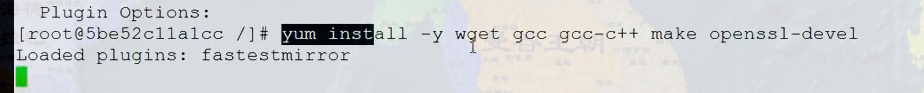 Plugin Options:
[root@5be52c11a1cc /]# yum install -y wget gcc gcc-c++ make openssl-devel
Loaded plugins: fastestmirror